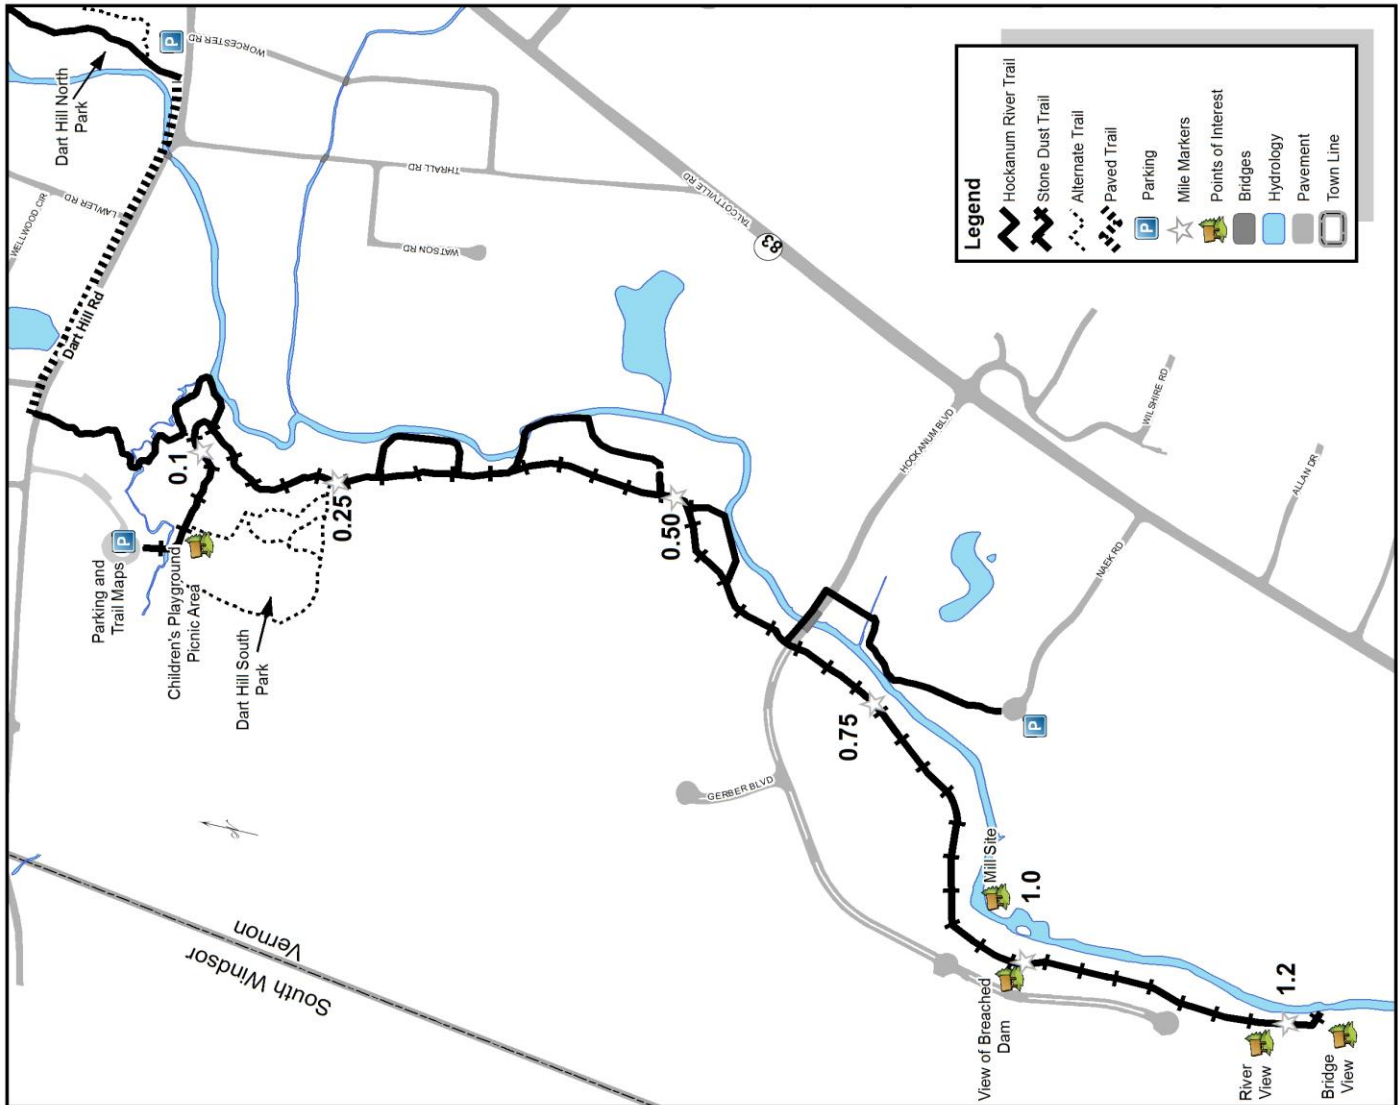 Dart Hill North
Park
WORCESTER RD
WELLWOOD CIR
LAWLER RD
Dart Hill Rd
THRALL RD
WATSON RD
TALCOTTVILLE RD
83
P
Parking and
Trail Maps
P
Children's Playground
Picnic Area
Dart Hill South
Park
0.1
0.25
0.50
0.75
1.0
1.2
HOCKANUM BLVD
NAEK RD
WILSHIRE RD
ALLAN DR
GERBER BLVD
P
Mill Site
View of Breached
Dam
River
View
Bridge
View
South Windsor
Vernon
Legend
Hockanum River Trail
Stone Dust Trail
Alternate Trail
Paved Trail
P Parking
Mile Markers
Points of Interest
Bridges
Hydrology
Pavement
Town Line